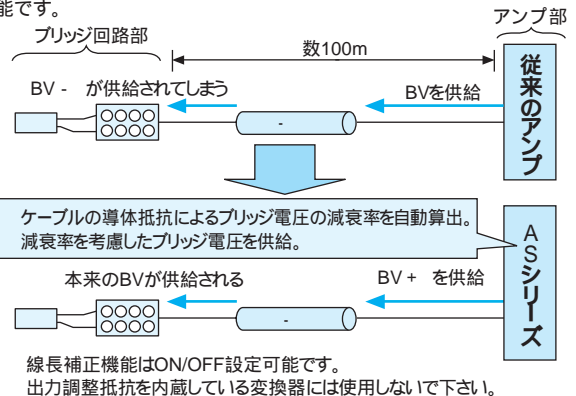 能です。
アンプ部
ブリッジ回路部
数100m
BV - が供給されてしまう
BVを供給
従来のアンプ
-
ケーブルの導体抵抗によるブリッジ電圧の減衰率を自動算出。
減衰率を考慮したブリッジ電圧を供給。
ASシリーズ
本来のBVが供給される
BV + を供給
-
線長補正機能はON/OFF設定可能です。
出力調整抵抗を内蔵している変換器には使用しないで下さい。